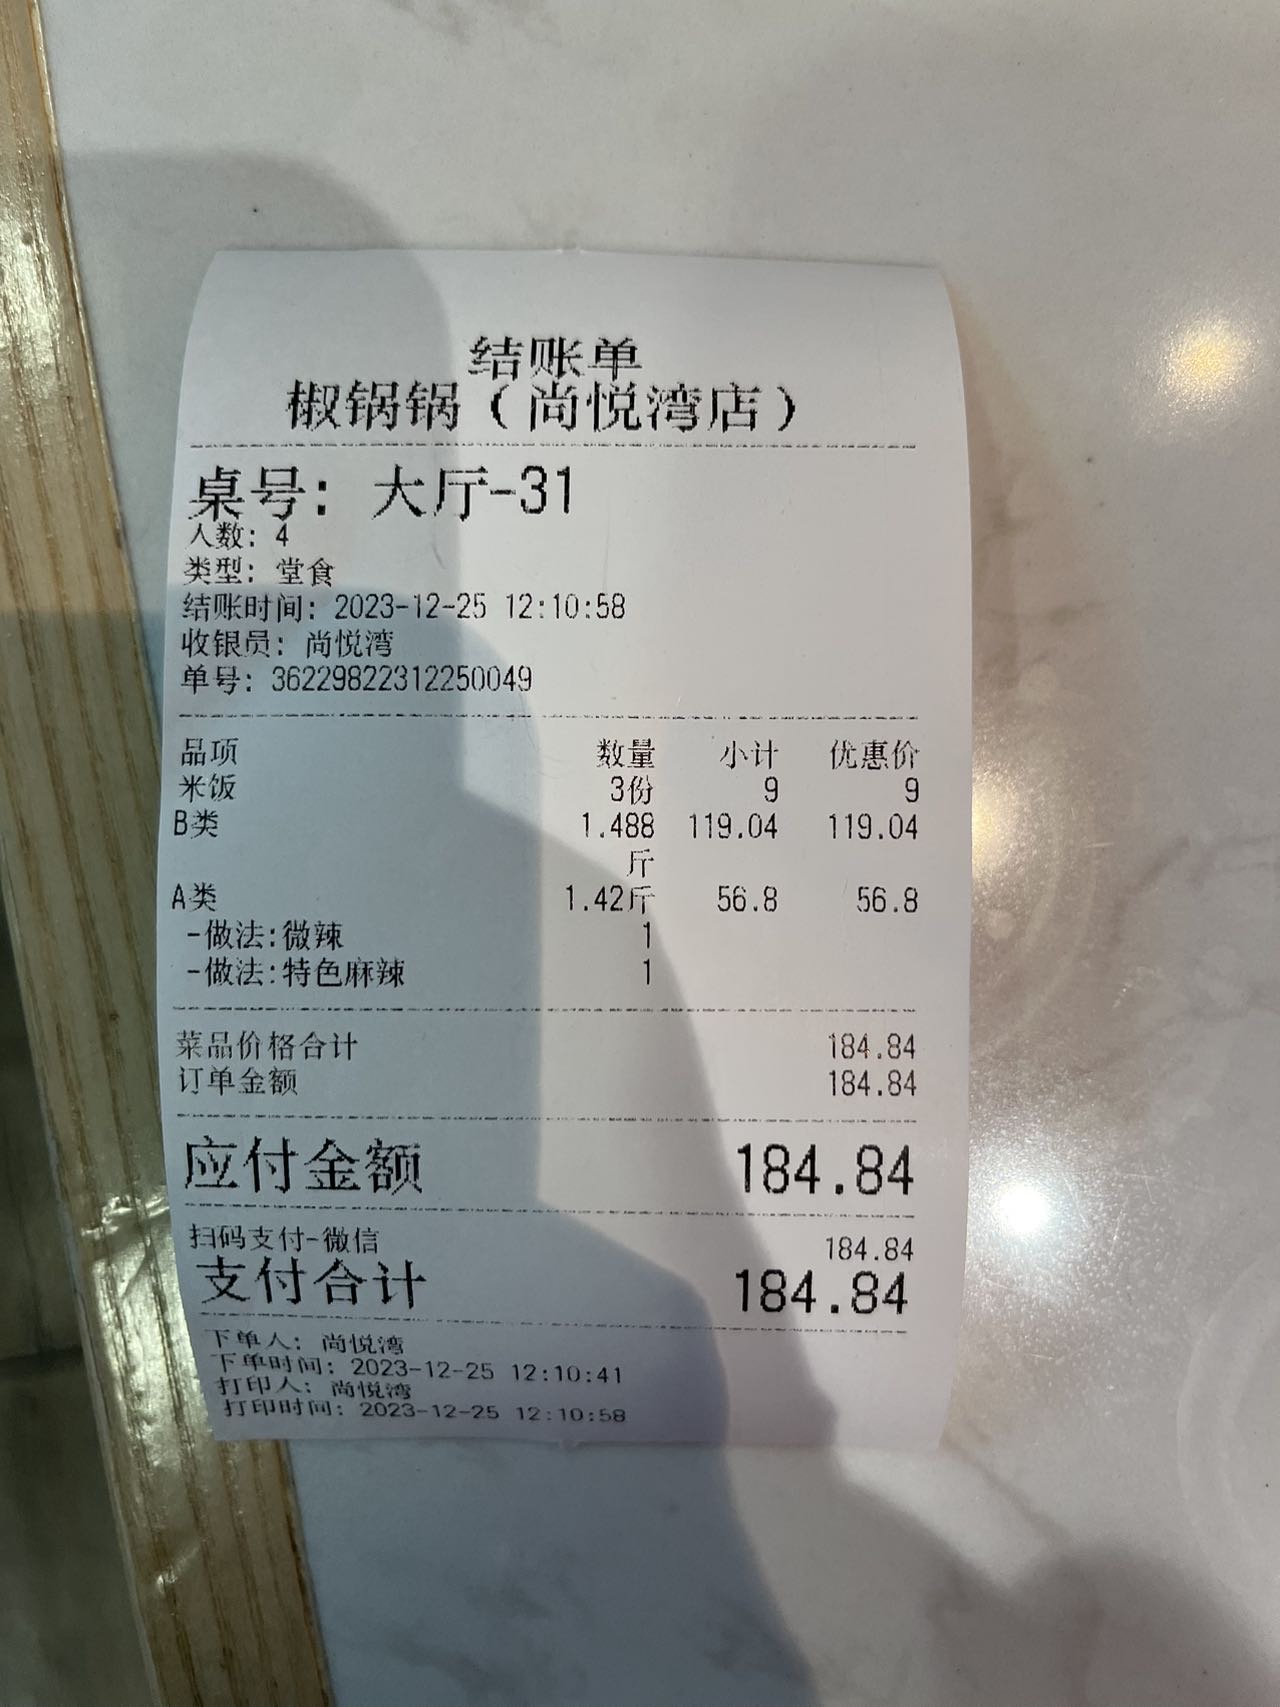 结账单
椒锅锅（尚悦湾店）
桌号: 大厅-31
人数: 4
类型: 堂食
结账时间: 2023-12-25 12:10:58
收银员: 尚悦湾
单号: 36229822312250049
品项 数量 小计 优惠价
米饭 3份 9 9
B类 1.488 119.04 119.04
斤
A类 1.42斤 56.8 56.8
-做法:微辣 1
-做法:特色麻辣 1
菜品价格合计 184.84
订单金额 184.84
应付金额 184.84
扫码支付-微信 184.84
支付合计 184.84
下单人: 尚悦湾
下单时间: 2023-12-25 12:10:41
打印人: 尚悦湾
打印时间: 2023-12-25 12:10:58